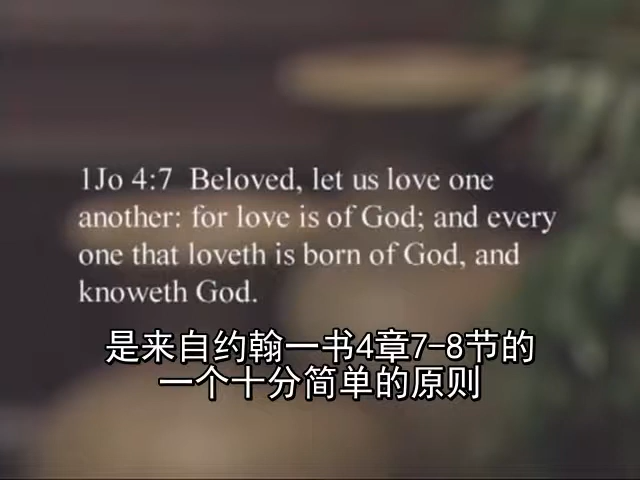 1Jo 4:7 Beloved, let us love one
another: for love is of God; and every
one that loveth is born of God, and
knoweth God.
是来自约翰一书4章7-8节的
一个十分简单的原则